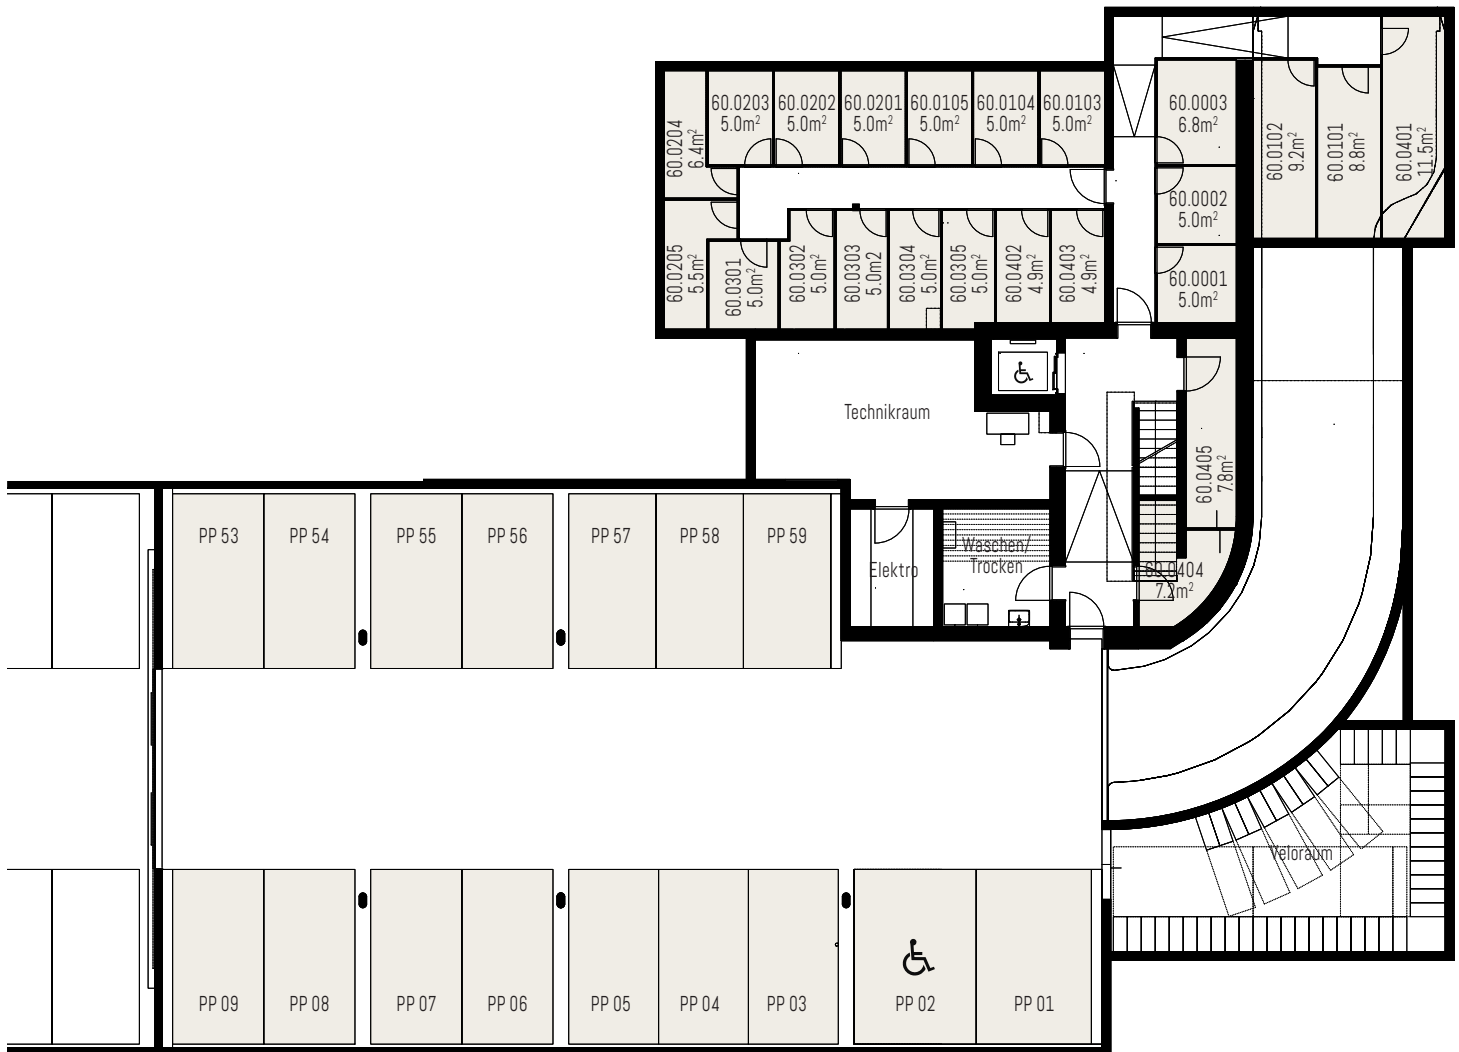 60.0203
5.0m²
60.0202
5.0m²
60.0201
5.0m²
60.0105
5.0m²
60.0104
5.0m²
60.0103
5.0m²
60.0003
6.8m²
60.0204
6.4m²
60.0102
9.2m²
60.0101
8.8m²
60.0401
11.5m²
60.0002
5.0m²
60.0205
5.5m²
60.0301
5.0m²
60.0302
5.0m²
60.0303
5.0m2
60.0304
5.0m²
60.0305
5.0m²
60.0402
4.9m²
60.0403
4.9m²
60.0001
5.0m²
Technikraum
60.0405
7.8m²
PP 53
PP 54
PP 55
PP 56
PP 57
PP 58
PP 59
Elektro
Waschen/
Trocken
60.0404
7.2m²
Veloraum
PP 09
PP 08
PP 07
PP 06
PP 05
PP 04
PP 03
PP 02
PP 01